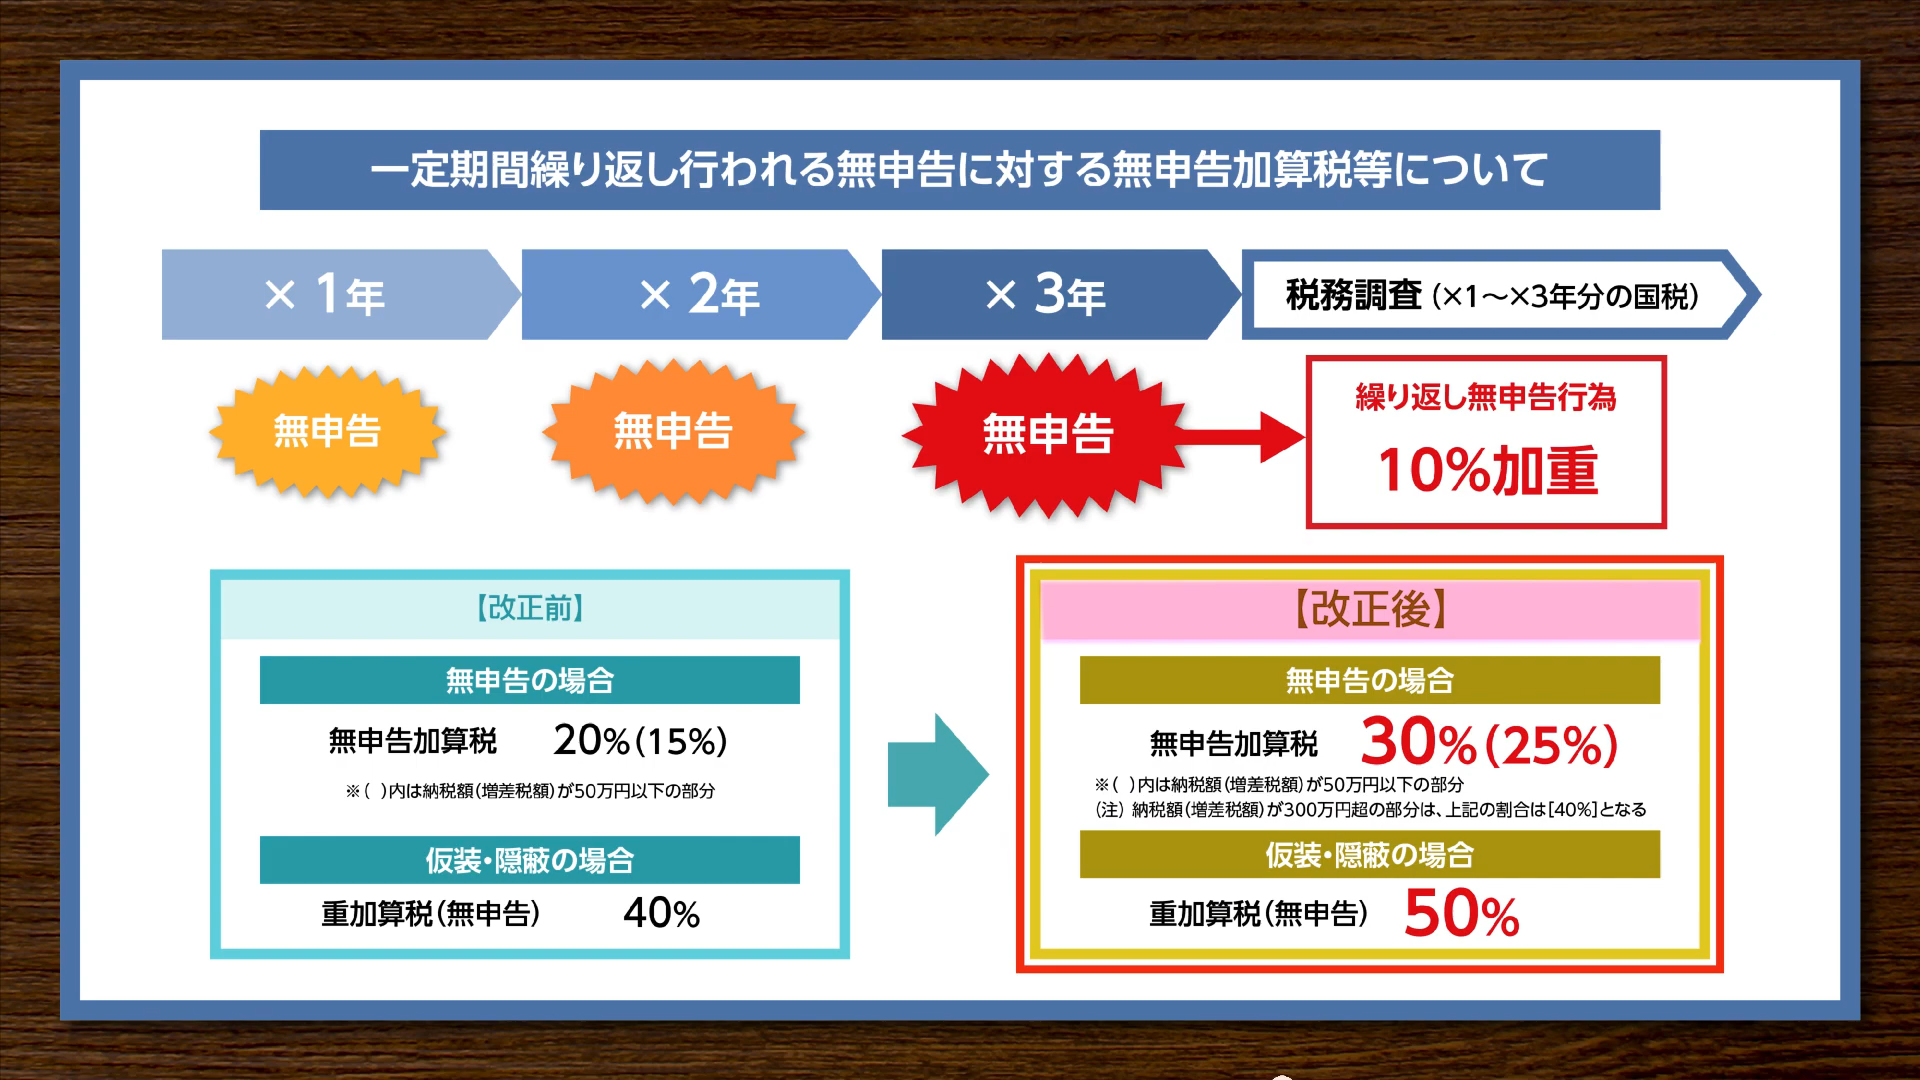 一定期間繰り返し行われる無申告に対する無申告加算税等について
×1年
×2年
×3年
税務調査(×1～×3年分の国税)
無申告
無申告
無申告
繰り返し無申告行為
10%加重
【改正前】
無申告の場合
無申告加算税 20%(15%)
※( )内は納税額(増差税額)が50万円以下の部分
仮装・隠蔽の場合
重加算税(無申告) 40%
【改正後】
無申告の場合
無申告加算税 30%(25%)
※( )内は納税額(増差税額)が50万円以下の部分
(注) 納税額(増差税額)が300万円超の部分は、上記の割合は[40%]となる
仮装・隠蔽の場合
重加算税(無申告) 50%